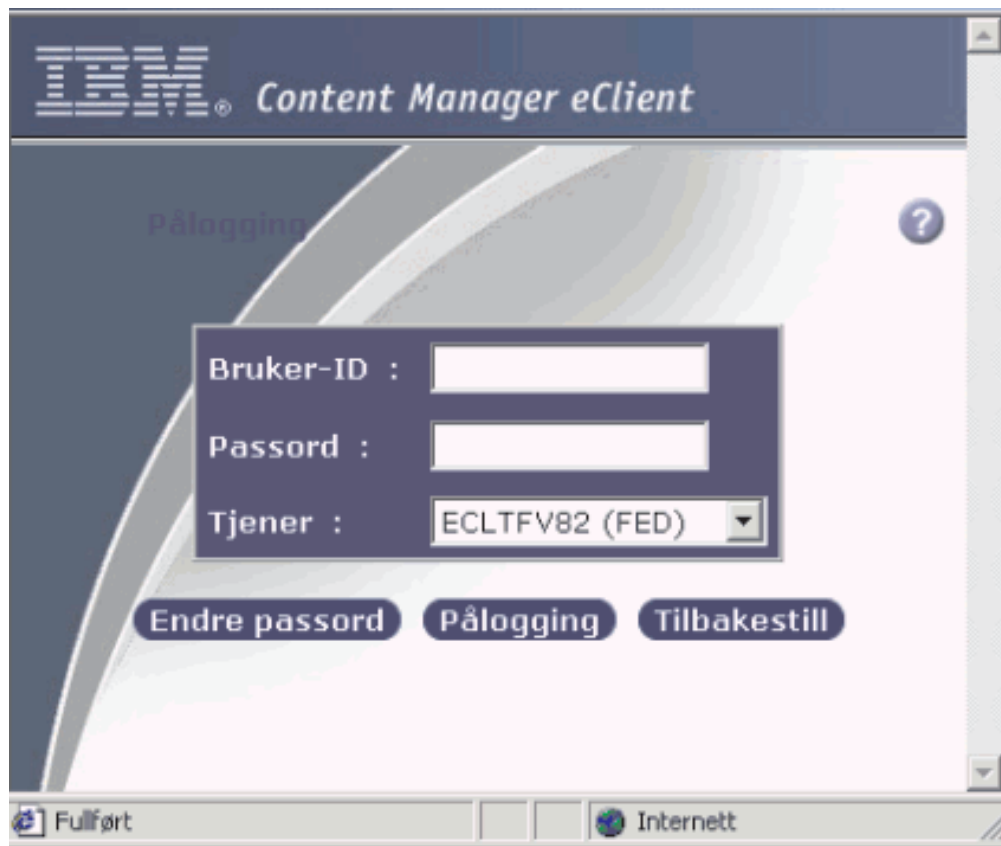 IBM® Content Manager eClient
Pålogging
?
Bruker-ID :
Passord :
Tjener : ECLTFV82 (FED)
Endre passord Pålogging Tilbakestill
Fullført Internett